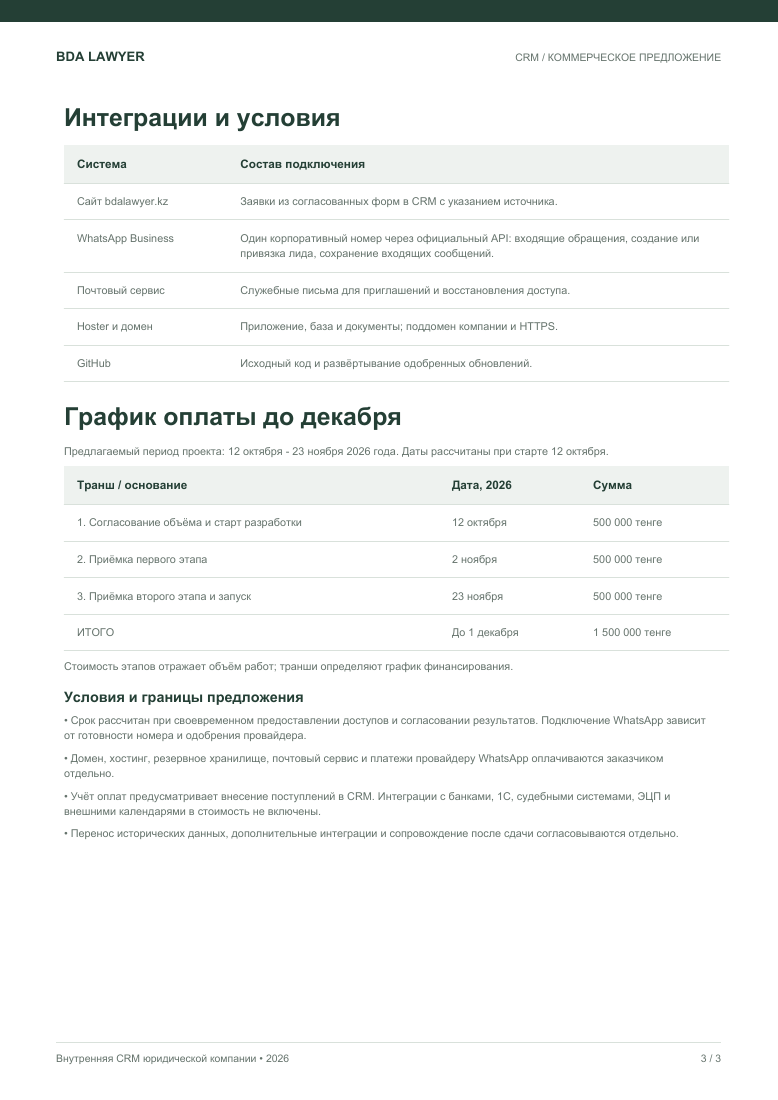 BDA LAWYER
CRM / КОММЕРЧЕСКОЕ ПРЕДЛОЖЕНИЕ
Интеграции и условия
Система Состав подключения
Сайт bdalawyer.kz Заявки из согласованных форм в CRM с указанием источника.
WhatsApp Business Один корпоративный номер через официальный API: входящие обращения, создание или
привязка лида, сохранение входящих сообщений.
Почтовый сервис Служебные письма для приглашений и восстановления доступа.
Hoster и домен Приложение, база и документы; поддомен компании и HTTPS.
GitHub Исходный код и развёртывание одобренных обновлений.
График оплаты до декабря
Предлагаемый период проекта: 12 октября - 23 ноября 2026 года. Даты рассчитаны при старте 12 октября.
Транш / основание Дата, 2026 Сумма
1. Согласование объёма и старт разработки 12 октября 500 000 тенге
2. Приёмка первого этапа 2 ноября 500 000 тенге
3. Приёмка второго этапа и запуск 23 ноября 500 000 тенге
ИТОГО До 1 декабря 1 500 000 тенге
Стоимость этапов отражает объём работ; транши определяют график финансирования.
Условия и границы предложения
• Срок рассчитан при своевременном предоставлении доступов и согласовании результатов. Подключение WhatsApp зависит
от готовности номера и одобрения провайдера.
• Домен, хостинг, резервное хранилище, почтовый сервис и платежи провайдеру WhatsApp оплачиваются заказчиком
отдельно.
• Учёт оплат предусматривает внесение поступлений в CRM. Интеграции с банками, 1С, судебными системами, ЭЦП и
внешними календарями в стоимость не включены.
• Перенос исторических данных, дополнительные интеграции и сопровождение после сдачи согласовываются отдельно.
Внутренняя CRM юридической компании • 2026
3 / 3